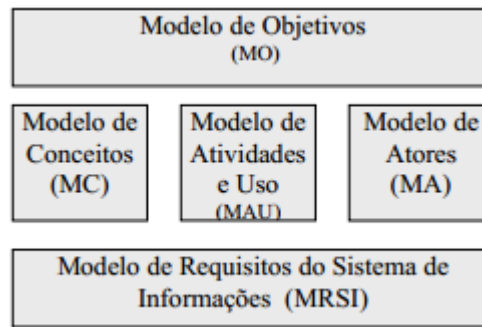 Modelo de Objetivos
(MO)
Modelo de
Conceitos
(MC)
Modelo de
Atividades
e Uso
(MAU)
Modelo de
Atores
(MA)
Modelo de Requisitos do Sistema de
Informações (MRSI)